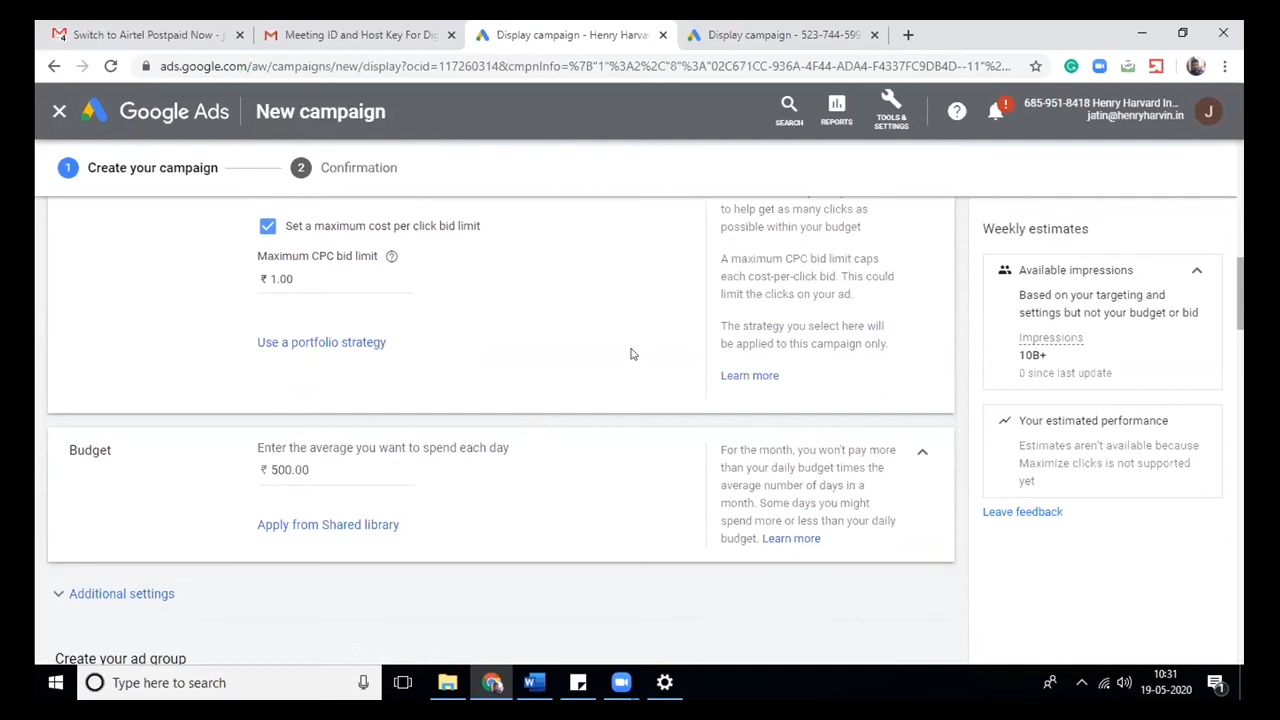 4
Switch to Airtel Postpaid Now - j
Meeting ID and Host Key For Dig
Display campaign - Henry Harva
Display campaign - 523-744-599
ads.google.com/aw/campaigns/new/display?ocid=117260314&cmpnInfo=%7B"1"%3A2%2C"8"%3A"02C671CC-936A-4F44-ADA4-F4337FC9DB4D--11"%2...
Google Ads
New campaign
SEARCH
REPORTS
TOOLS &
SETTINGS
685-951-8418 Henry Harvard In...
jatin@henryharvin.in
J
1 Create your campaign
2 Confirmation
Set a maximum cost per click bid limit
Maximum CPC bid limit
₹ 1.00
Use a portfolio strategy
to help get as many clicks as
possible within your budget
A maximum CPC bid limit caps
each cost-per-click bid. This could
limit the clicks on your ad.
The strategy you select here will
be applied to this campaign only.
Learn more
Budget
Enter the average you want to spend each day
₹ 500.00
Apply from Shared library
For the month, you won't pay more
than your daily budget times the
average number of days in a
month. Some days you might
spend more or less than your daily
budget. Learn more
Additional settings
Create your ad group
Weekly estimates
Available impressions
Based on your targeting and
settings but not your budget or bid
Impressions
10B+
0 since last update
Your estimated performance
Estimates aren't available because
Maximize clicks is not supported
yet
Leave feedback
Type here to search
10:31
19-05-2020
1